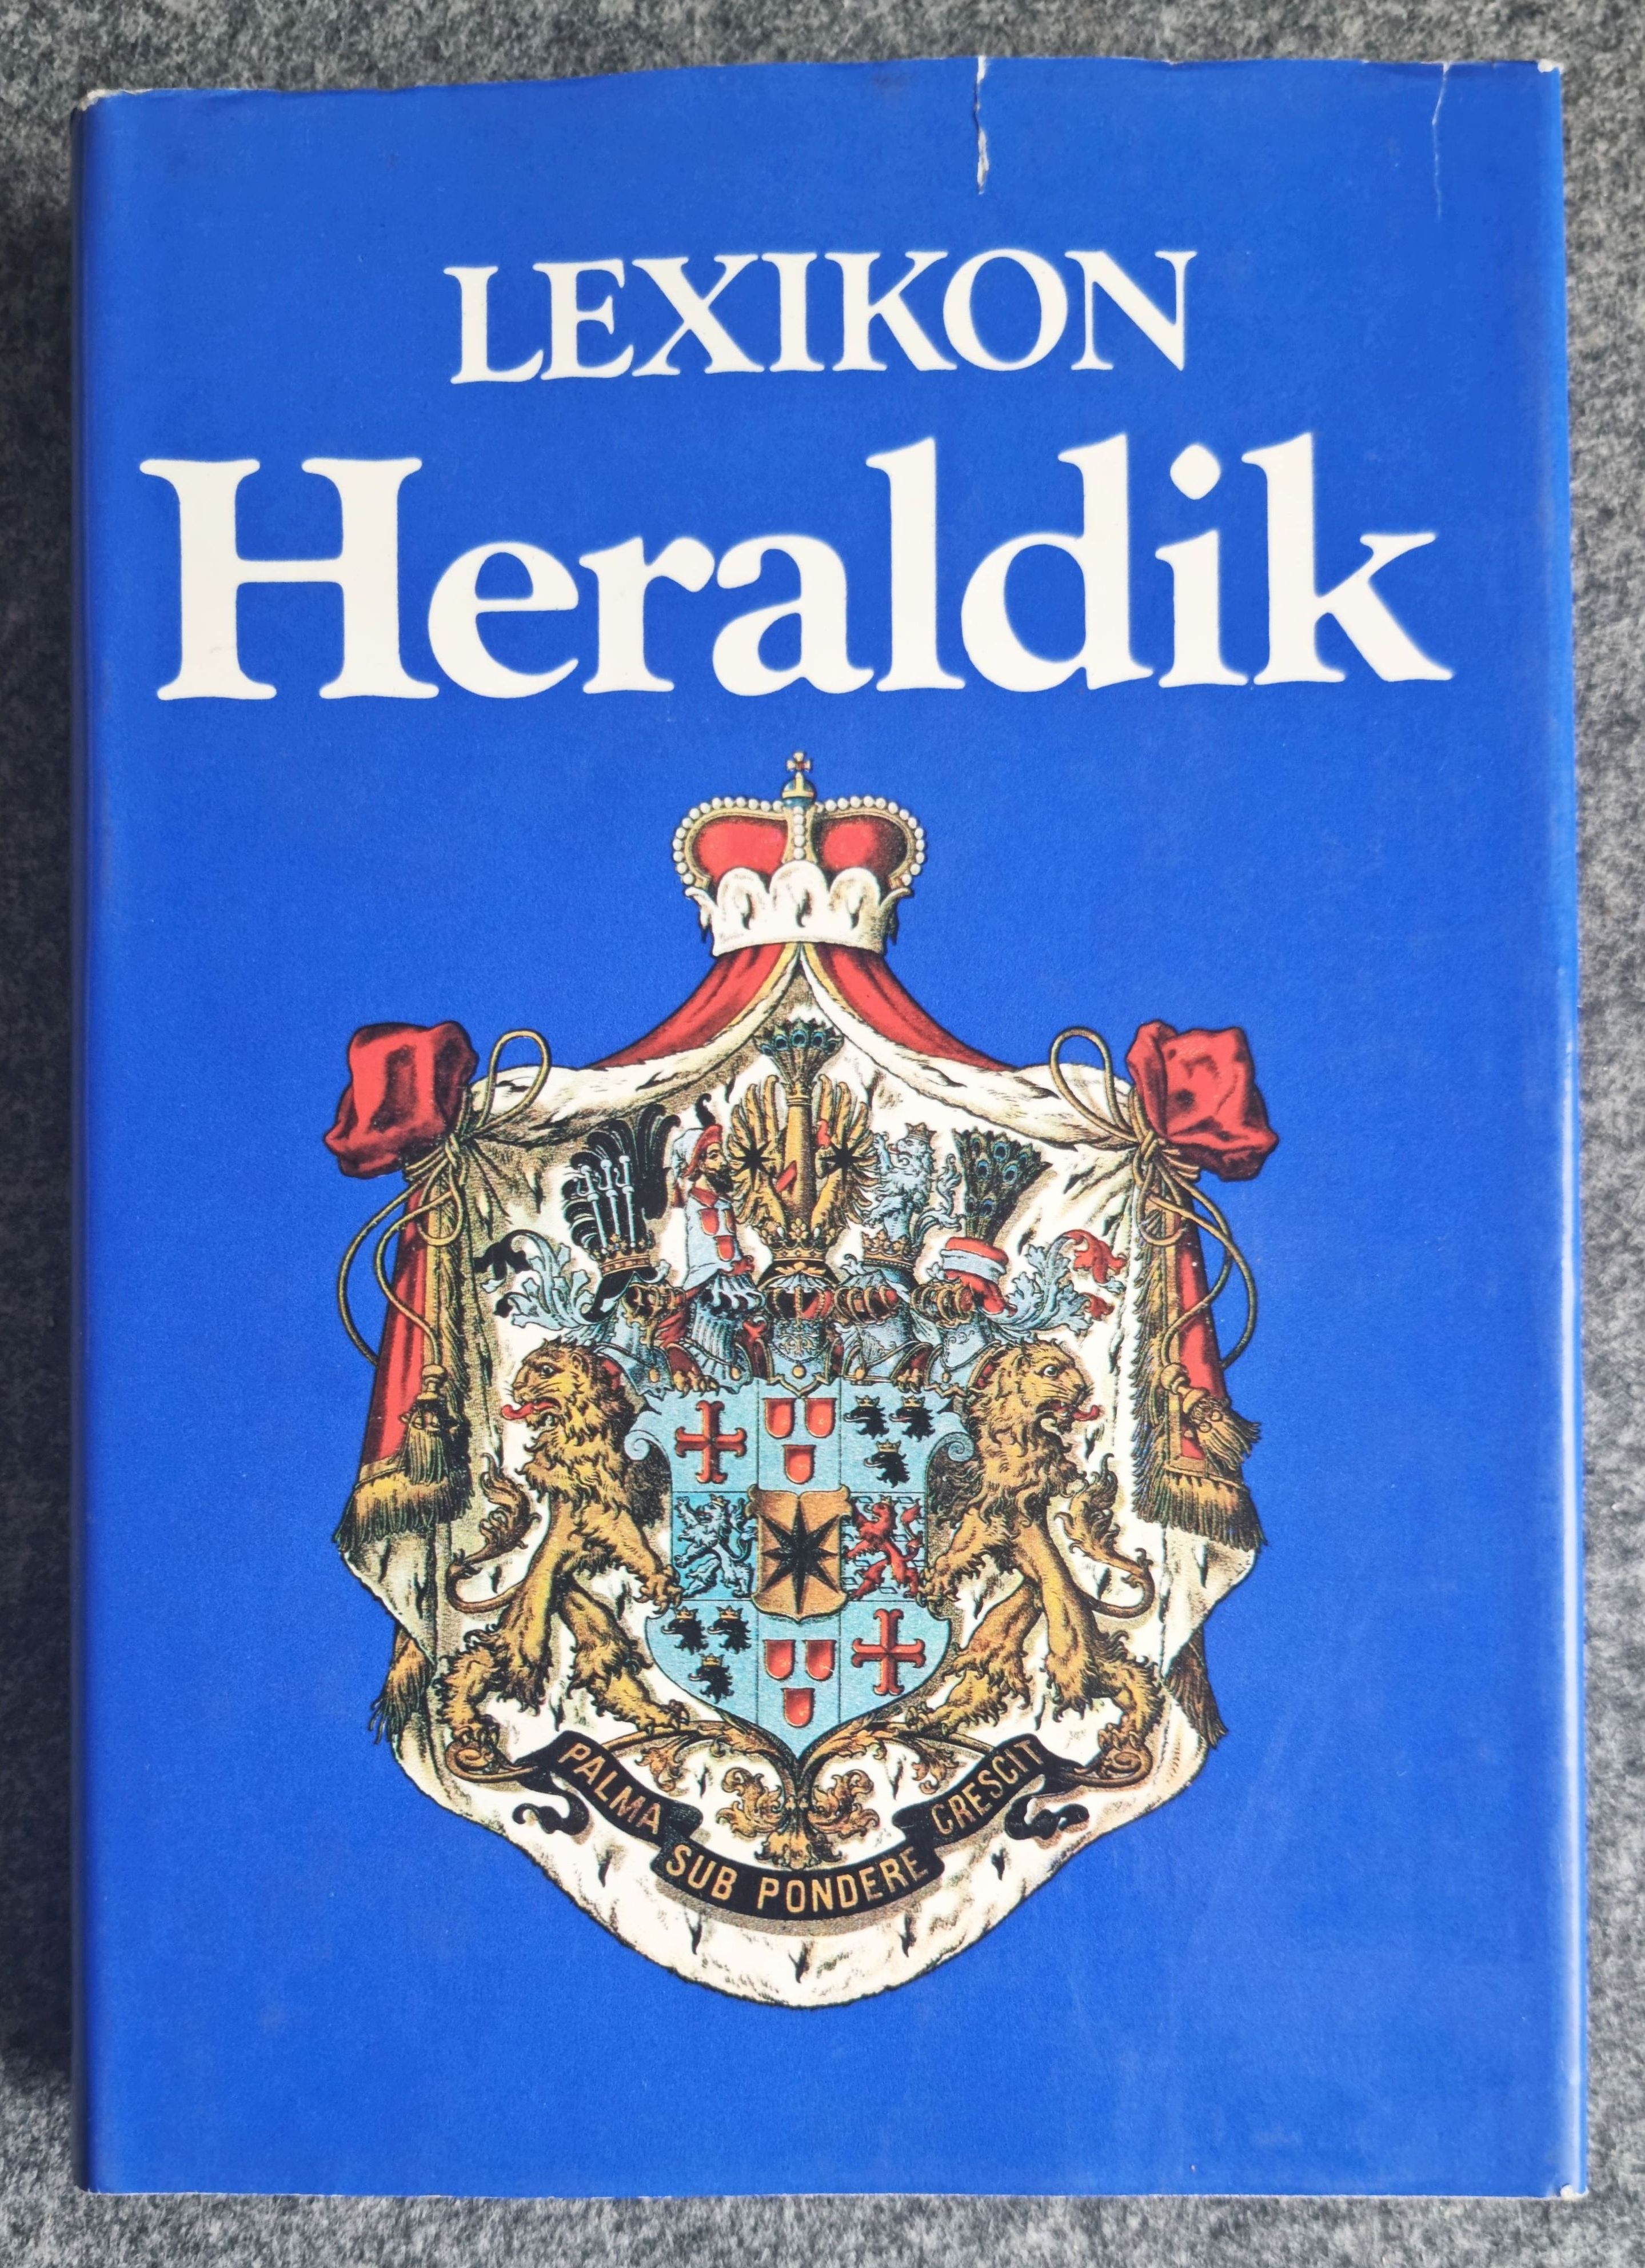 LEXIKON
Heraldik
PALMA
SUB PONDERE
CRESCIT